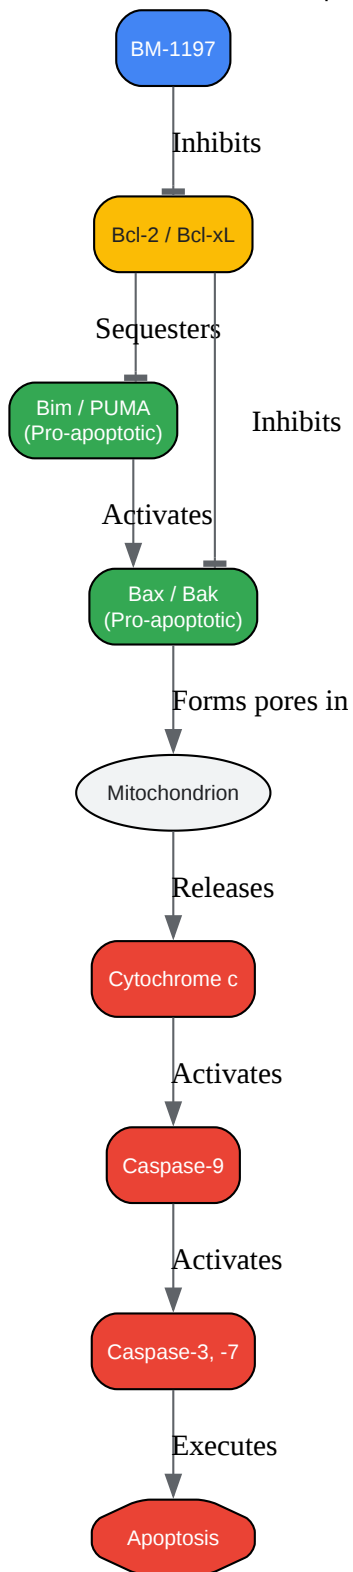 BM-1197
Inhibits
Bcl-2 / Bcl-xL
Sequesters
Bim / PUMA
(Pro-apoptotic)
Inhibits
Activates
Bax / Bak
(Pro-apoptotic)
Forms pores in
Mitochondrion
Releases
Cytochrome c
Activates
Caspase-9
Activates
Caspase-3, -7
Executes
Apoptosis